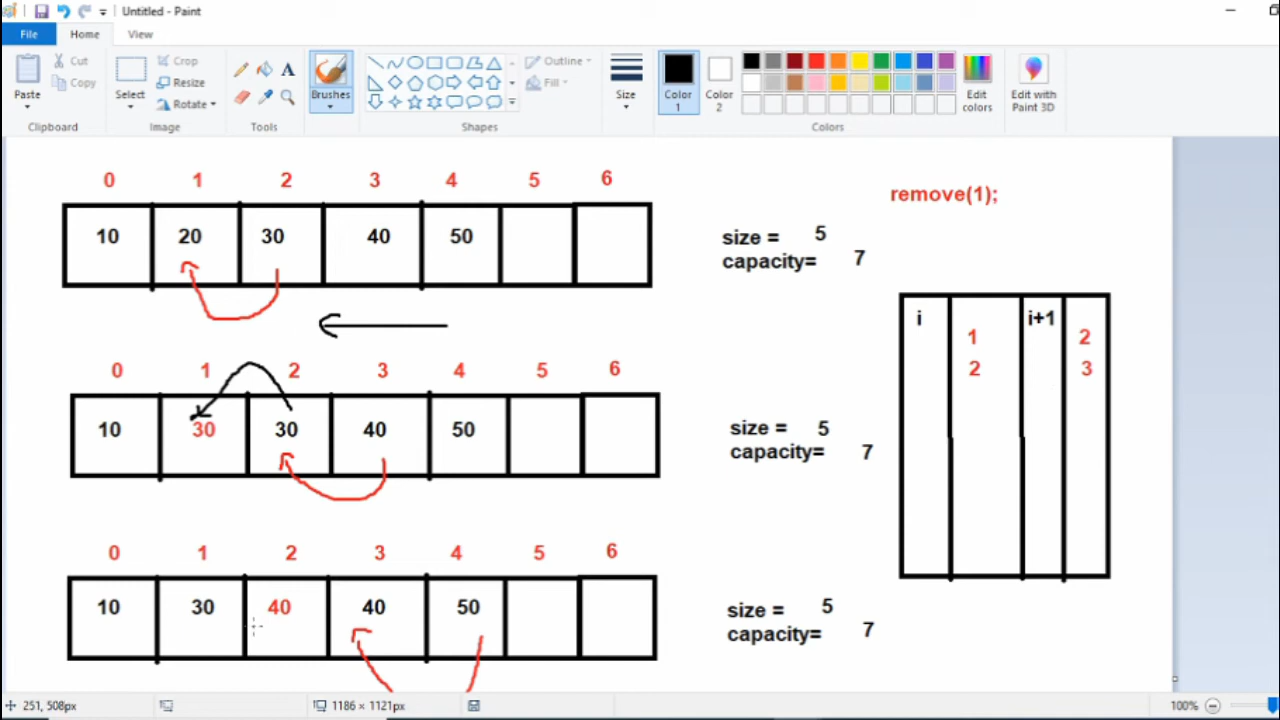 Untitled - Paint
File Home View
Paste Cut Copy
Clipboard
Select Crop Resize Rotate
Image
A
Tools
Brushes
Outline
Fill
Shapes
Size
Color 1
Color 2
Edit colors
Colors
Edit with Paint 3D
0 1 2 3 4 5 6
10 20 30 40 50
size = 5
capacity= 7
remove(1);
i i+1
1 2
2 3
0 1 2 3 4 5 6
10 30 30 40 50
size = 5
capacity= 7
0 1 2 3 4 5 6
10 30 40 40 50
size = 5
capacity= 7
251, 508px
1186 × 1121px
100%